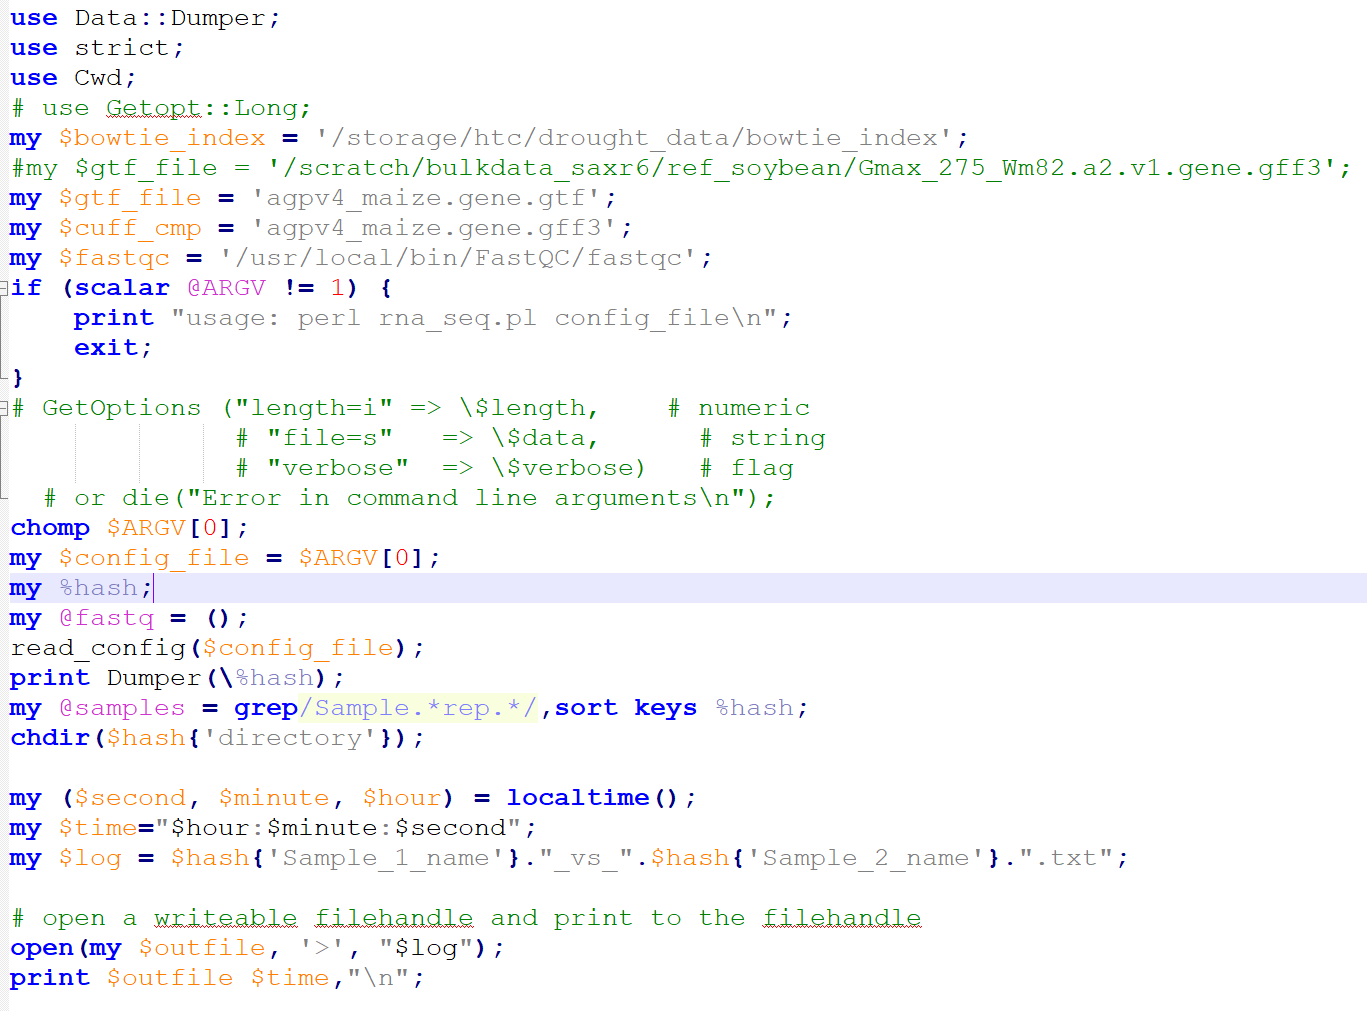 use Data::Dumper;
use strict;
use Cwd;
# use Getopt::Long;
my $bowtie_index = '/storage/htc/drought_data/bowtie_index';
#my $gtf_file = '/scratch/bulkdata_saxr6/ref_soybean/Gmax_275_Wm82.a2.v1.gene.gff3';
my $gtf_file = 'agpv4_maize.gene.gtf';
my $cuff_cmp = 'agpv4_maize.gene.gff3';
my $fastqc = '/usr/local/bin/FastQC/fastqc';
if (scalar @ARGV != 1) {
    print "usage: perl rna_seq.pl config_file\n";
    exit;
}
# GetOptions ("length=i" => \$length,    # numeric
              # "file=s"   => \$data,      # string
              # "verbose"  => \$verbose)   # flag
  # or die("Error in command line arguments\n");
chomp $ARGV[0];
my $config_file = $ARGV[0];
my %hash;
my @fastq = ();
read_config($config_file);
print Dumper(\%hash);
my @samples = grep/Sample.*rep.*/,sort keys %hash;
chdir($hash{'directory'});
my ($second, $minute, $hour) = localtime();
my $time="$hour:$minute:$second";
my $log = $hash{'Sample_1_name'}."_vs_".$hash{'Sample_2_name'}.".txt";
# open a writeable filehandle and print to the filehandle
open(my $outfile, '>', "$log");
print $outfile $time,"\n";